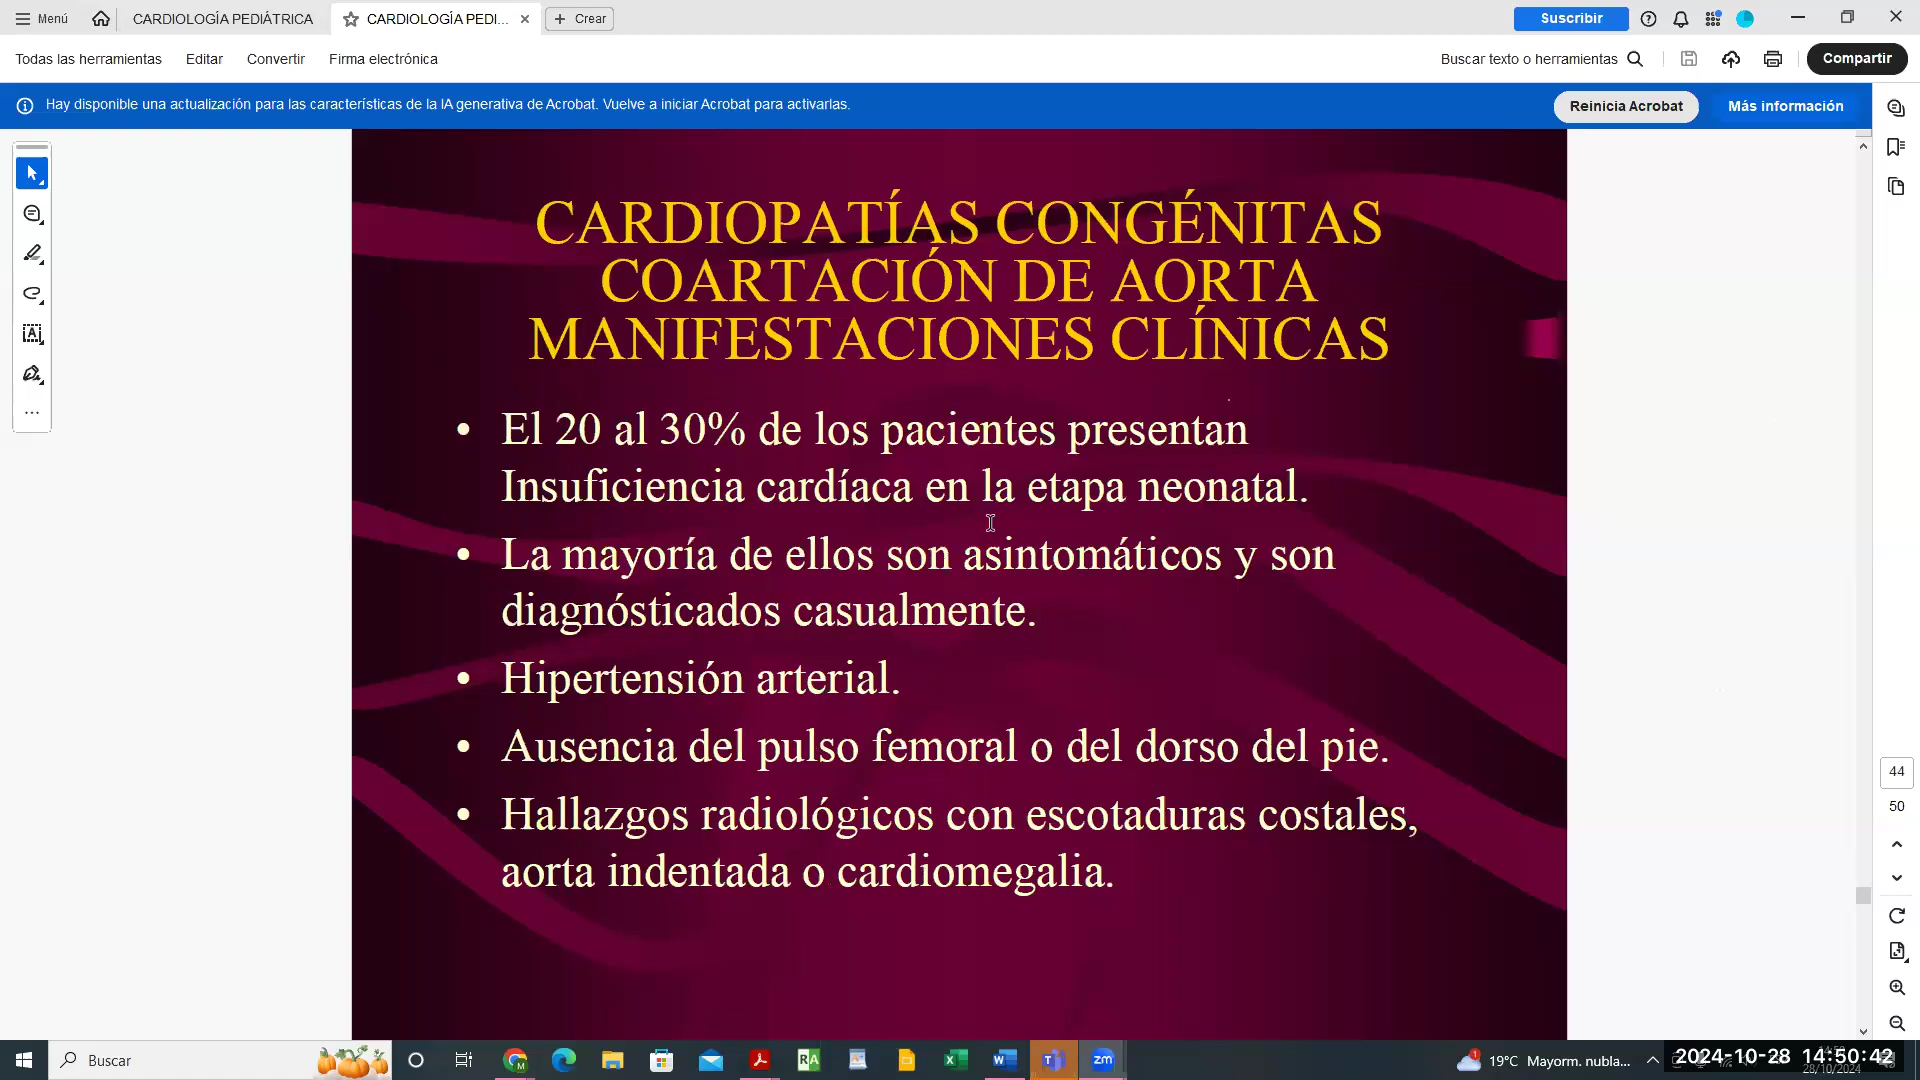 Menú
CARDIOLOGÍA PEDIÁTRICA
CARDIOLOGÍA PEDI...
Crear
Suscribir
Todas las herramientas
Editar
Convertir
Firma electrónica
Buscar texto o herramientas
Compartir
Hay disponible una actualización para las características de la IA generativa de Acrobat. Vuelve a iniciar Acrobat para activarlas.
Reinicia Acrobat
Más información
CARDIOPATÍAS CONGÉNITAS
COARTACIÓN DE AORTA
MANIFESTACIONES CLÍNICAS
• El 20 al 30% de los pacientes presentan
Insuficiencia cardíaca en la etapa neonatal.
• La mayoría de ellos son asintomáticos y son
diagnósticados casualmente.
• Hipertensión arterial.
• Ausencia del pulso femoral o del dorso del pie.
• Hallazgos radiológicos con escotaduras costales,
aorta indentada o cardiomegalia.
44
50
Buscar
19°C Mayorm. nubla...
2024-10-28 14:50:42
28/10/2024